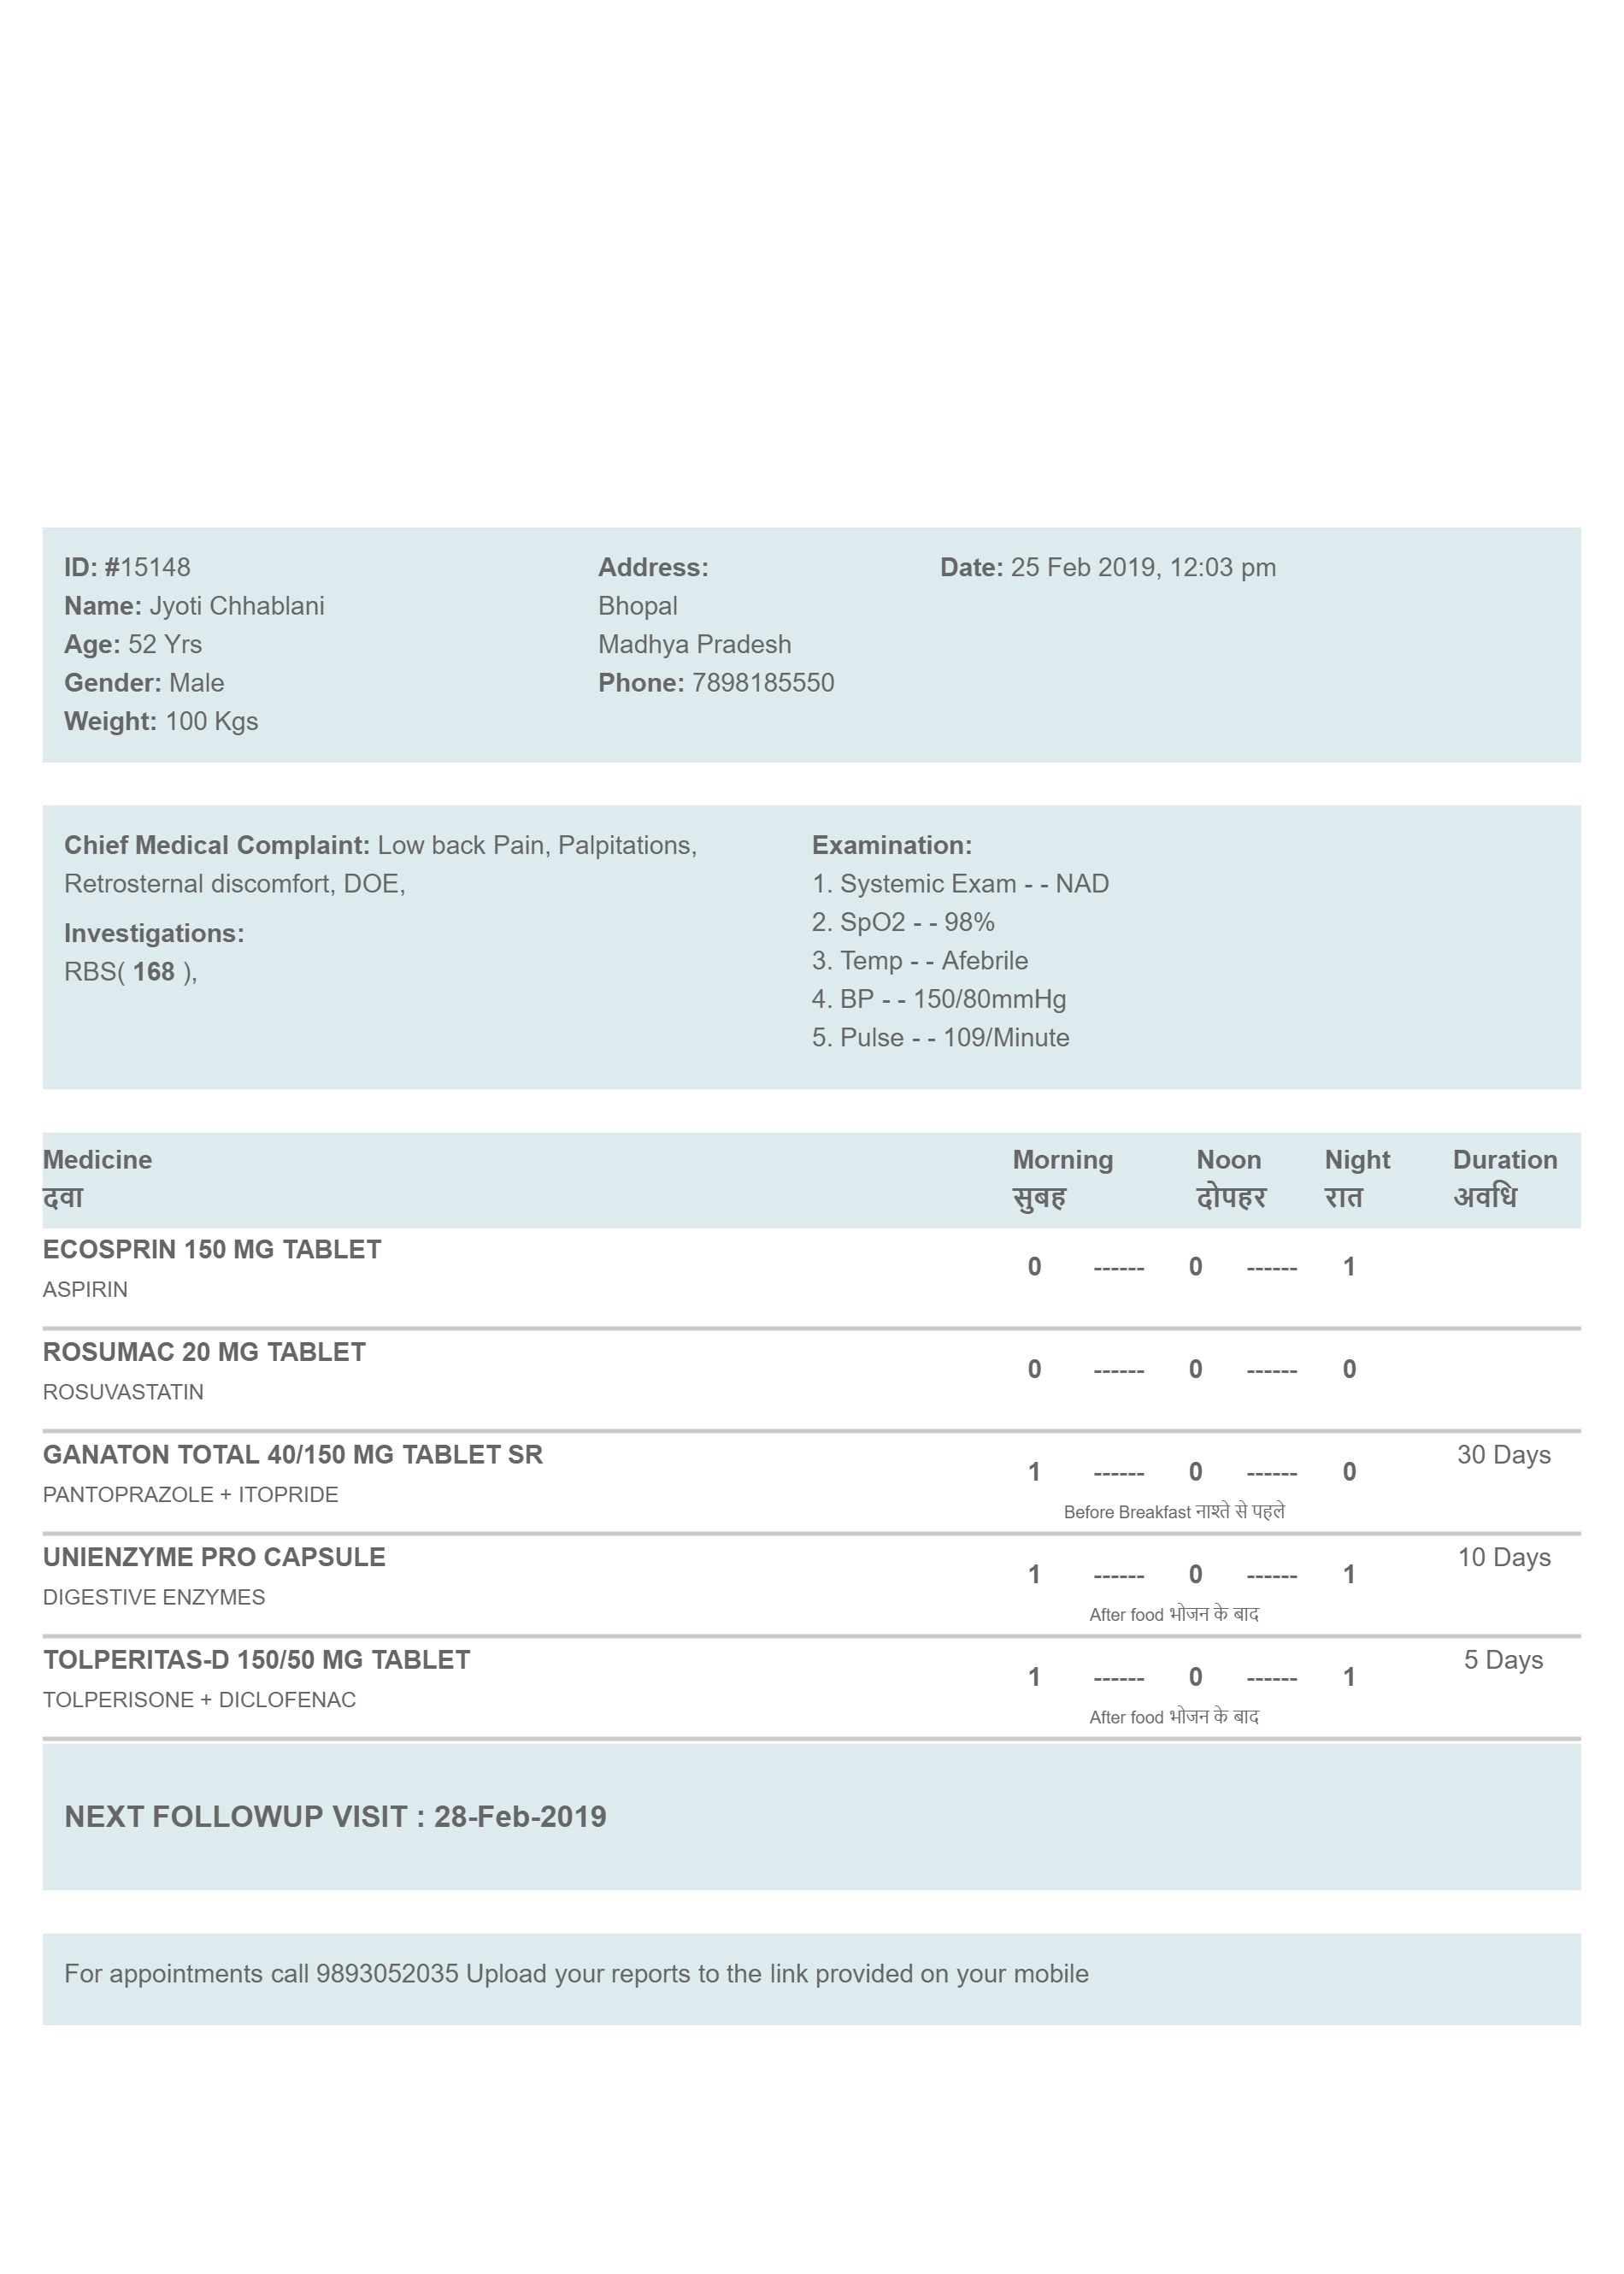 ID: #15148
Name: Jyoti Chhablani
Age: 52 Yrs
Gender: Male
Weight: 100 Kgs
Address:
Bhopal
Madhya Pradesh
Phone: 7898185550
Date: 25 Feb 2019, 12:03 pm
Chief Medical Complaint: Low back Pain, Palpitations,
Retrosternal discomfort, DOE,
Investigations:
RBS( 168 ),
Examination:
1. Systemic Exam - - NAD
2. SpO2 - - 98%
3. Temp - - Afebrile
4. BP - - 150/80mmHg
5. Pulse - - 109/Minute
Medicine Morning Noon Night Duration
दवा सुबह दोपहर रात अवधि
ECOSPRIN 150 MG TABLET
0 ------ 0 ------ 1
ASPIRIN
ROSUMAC 20 MG TABLET
0 ------ 0 ------ 0
ROSUVASTATIN
GANATON TOTAL 40/150 MG TABLET SR 30 Days
1 ------ 0 ------ 0
PANTOPRAZOLE + ITOPRIDE
Before Breakfast नाश्ते से पहले
UNIENZYME PRO CAPSULE 10 Days
1 ------ 0 ------ 1
DIGESTIVE ENZYMES
After food भोजन के बाद
TOLPERITAS-D 150/50 MG TABLET 5 Days
1 ------ 0 ------ 1
TOLPERISONE + DICLOFENAC
After food भोजन के बाद
NEXT FOLLOWUP VISIT : 28-Feb-2019
For appointments call 9893052035 Upload your reports to the link provided on your mobile